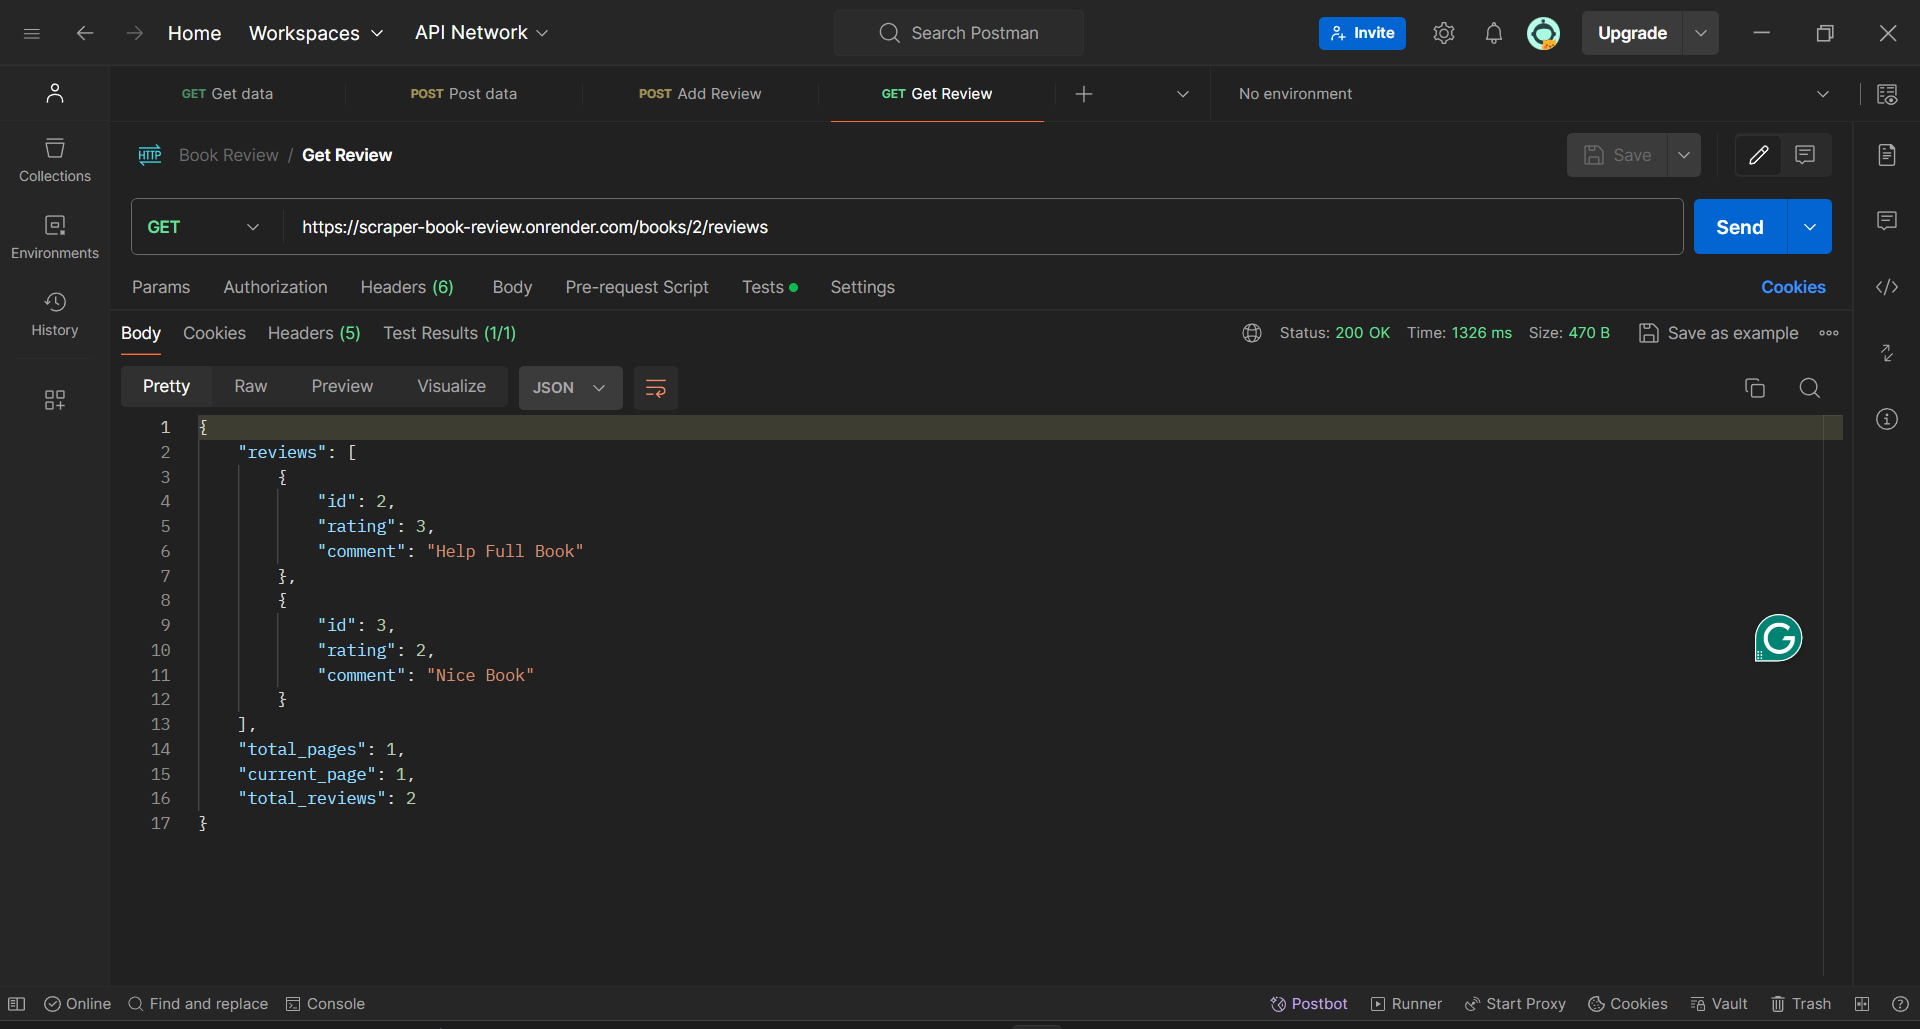 Home Workspaces API Network Search Postman Invite Upgrade
GET Get data POST Post data POST Add Review GET Get Review No environment
HTTP Book Review / Get Review Save
GET https://scraper-book-review.onrender.com/books/2/reviews Send
Params Authorization Headers (6) Body Pre-request Script Tests Settings Cookies
Body Cookies Headers (5) Test Results (1/1) Status: 200 OK Time: 1326 ms Size: 470 B Save as example
Pretty Raw Preview Visualize JSON
Collections
Environments
History
1 {
2 "reviews": [
3 {
4 "id": 2,
5 "rating": 3,
6 "comment": "Help Full Book"
7 },
8 {
9 "id": 3,
10 "rating": 2,
11 "comment": "Nice Book"
12 }
13 ],
14 "total_pages": 1,
15 "current_page": 1,
16 "total_reviews": 2
17 }
G
Online Find and replace Console Postbot Runner Start Proxy Cookies Vault Trash